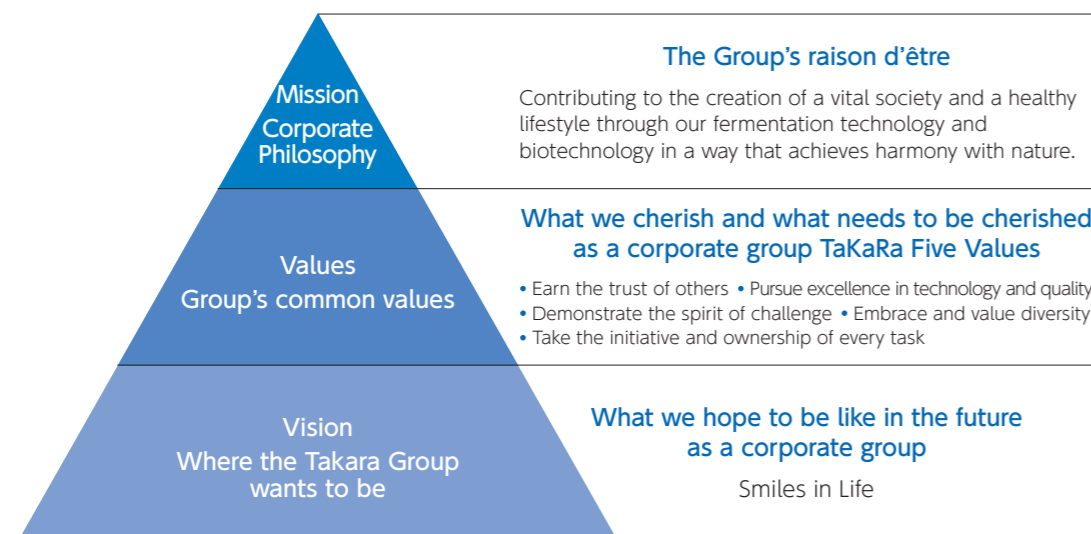 Mission
Corporate
Philosophy
The Group's raison d'être
Contributing to the creation of a vital society and a healthy
lifestyle through our fermentation technology and
biotechnology in a way that achieves harmony with nature.
Values
Group's common values
What we cherish and what needs to be cherished
as a corporate group TaKaRa Five Values
• Earn the trust of others • Pursue excellence in technology and quality
• Demonstrate the spirit of challenge • Embrace and value diversity
• Take the initiative and ownership of every task
Vision
Where the Takara Group
wants to be
What we hope to be like in the future
as a corporate group
Smiles in Life